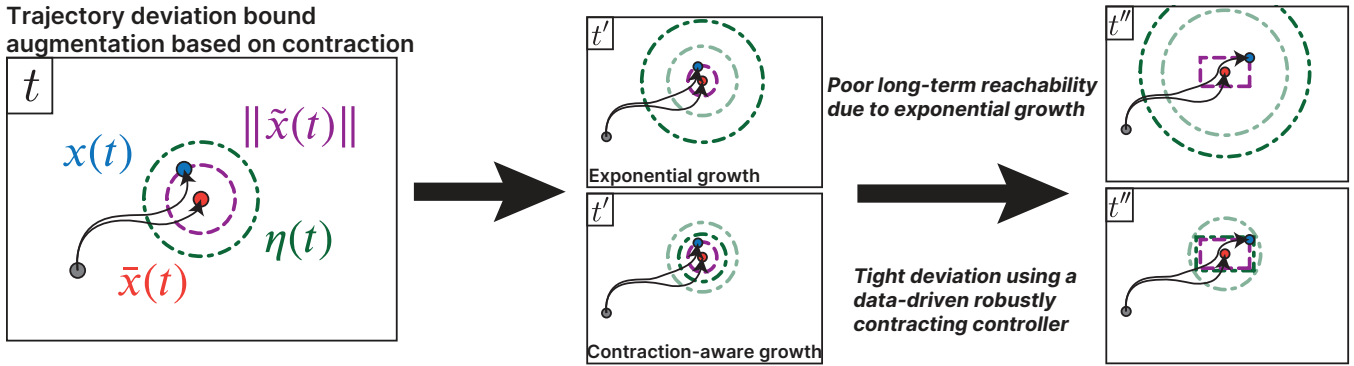 Trajectory deviation bound
augmentation based on contraction
t
x(t)
‖x̃(t)‖
η(t)
x̄(t)
t′
Exponential growth
t′
Contraction-aware growth
Poor long-term reachability
due to exponential growth
Tight deviation using a
data-driven robustly
contracting controller
t″
t″